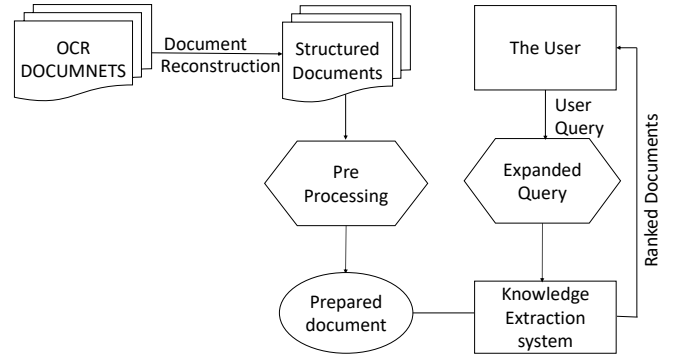 OCR
DOCUMNETS
Document
Reconstruction
Structured
Documents
The User
User
Query
Pre
Processing
Expanded
Query
Ranked Documents
Prepared
document
Knowledge
Extraction
system